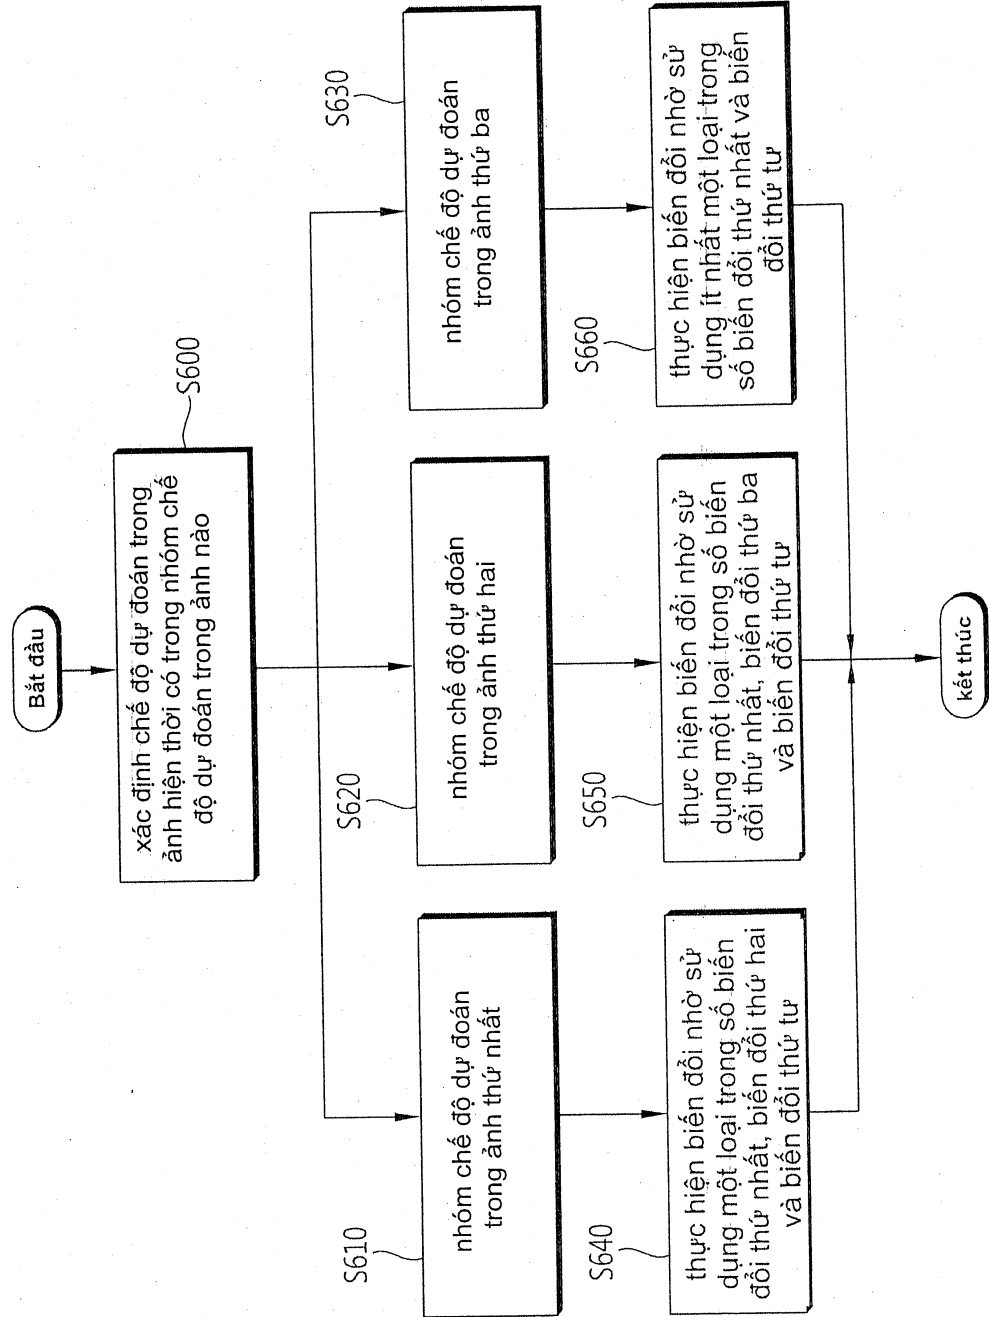 Bắt đầu
S600
xác định chế độ dự đoán trong
ảnh hiện thời có trong nhóm chế
độ dự đoán trong ảnh nào
S610
nhóm chế độ dự đoán
trong ảnh thứ nhất
S620
nhóm chế độ dự đoán
trong ảnh thứ hai
S630
nhóm chế độ dự đoán
trong ảnh thứ ba
S640
thực hiện biến đổi nhờ sử
dụng một loại trong số biến
đổi thứ nhất, biến đổi thứ hai
và biến đổi thứ tư
S650
thực hiện biến đổi nhờ sử
dụng một loại trong số biến
đổi thứ nhất, biến đổi thứ ba
và biến đổi thứ tư
S660
thực hiện biến đổi nhờ sử
dụng ít nhất một loại trong
số biến đổi thứ nhất và biến
đổi thứ tư
kết thúc